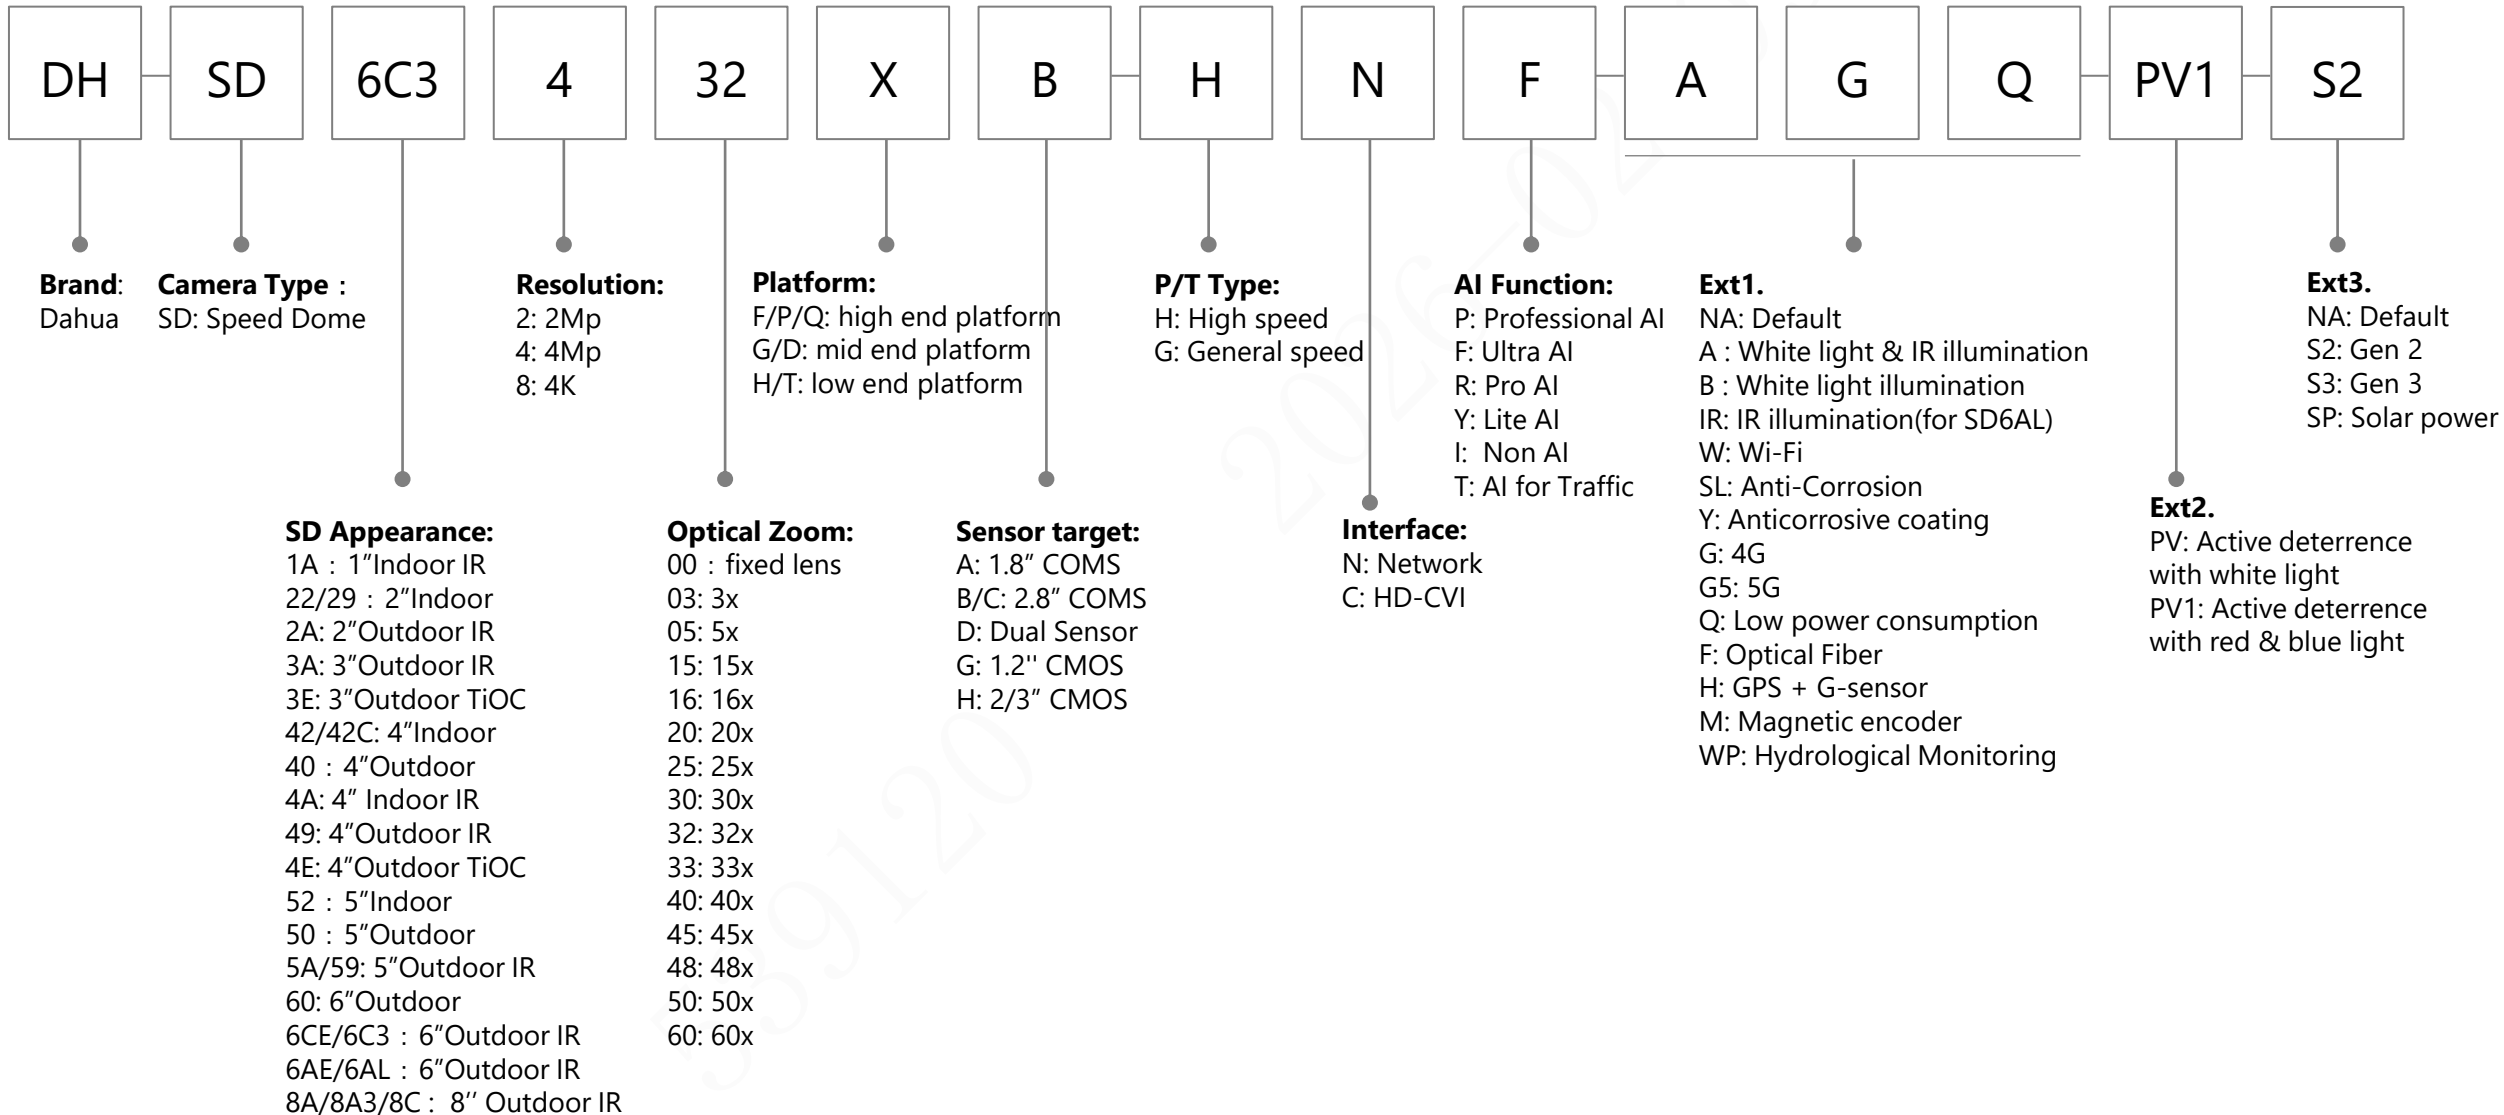 DH SD 6C3 4 32 X B H N F A G Q PV1 S2
Brand:
Dahua
Camera Type：
SD: Speed Dome
Resolution:
2: 2Mp
4: 4Mp
8: 4K
Platform:
F/P/Q: high end platform
G/D: mid end platform
H/T: low end platform
P/T Type:
H: High speed
G: General speed
AI Function:
P: Professional AI
F: Ultra AI
R: Pro AI
Y: Lite AI
I: Non AI
T: AI for Traffic
Ext1.
NA: Default
A : White light & IR illumination
B : White light illumination
IR: IR illumination(for SD6AL)
W: Wi-Fi
SL: Anti-Corrosion
Y: Anticorrosive coating
G: 4G
G5: 5G
Q: Low power consumption
F: Optical Fiber
H: GPS + G-sensor
M: Magnetic encoder
WP: Hydrological Monitoring
Ext3.
NA: Default
S2: Gen 2
S3: Gen 3
SP: Solar power
SD Appearance:
1A：1”Indoor IR
22/29：2”Indoor
2A: 2”Outdoor IR
3A: 3”Outdoor IR
3E: 3”Outdoor TiOC
42/42C: 4”Indoor
40：4”Outdoor
4A: 4” Indoor IR
49: 4”Outdoor IR
4E: 4”Outdoor TiOC
52：5”Indoor
50：5”Outdoor
5A/59: 5”Outdoor IR
60: 6”Outdoor
6CE/6C3：6”Outdoor IR
6AE/6AL：6”Outdoor IR
8A/8A3/8C： 8’’ Outdoor IR
Optical Zoom:
00：fixed lens
03: 3x
05: 5x
15: 15x
16: 16x
20: 20x
25: 25x
30: 30x
32: 32x
33: 33x
40: 40x
45: 45x
48: 48x
50: 50x
60: 60x
Sensor target:
A: 1.8” COMS
B/C: 2.8” COMS
D: Dual Sensor
G: 1.2'' CMOS
H: 2/3” CMOS
Interface:
N: Network
C: HD-CVI
Ext2.
PV: Active deterrence
with white light
PV1: Active deterrence
with red & blue light